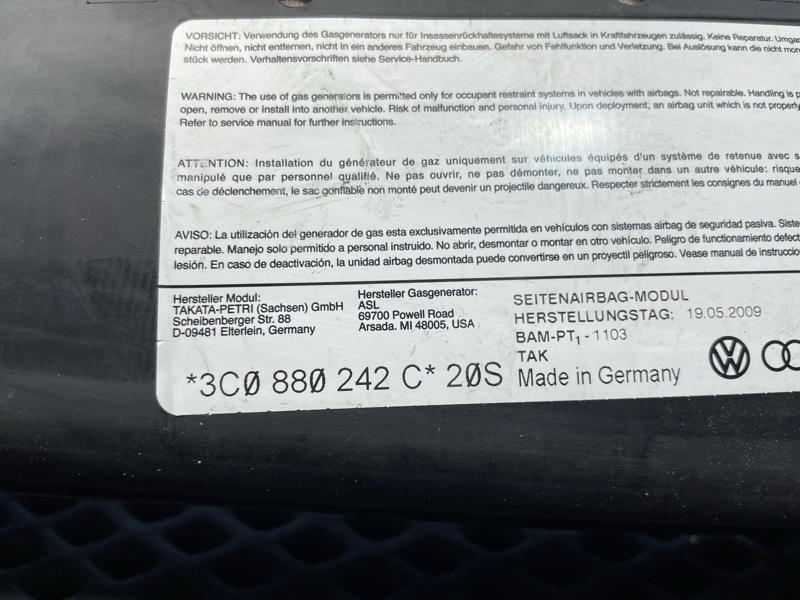 VORSICHT: Verwendung des Gasgenerators nur für Insassenrückhaltesysteme mit Luftsack in Kraftfahrzeugen zulässig. Keine Reparatur. Umgan
Nicht öffnen, nicht entfernen, nicht in ein anderes Fahrzeug einbauen. Gefahr von Fehlfunktion und Verletzung. Bei Auslösung kann die nicht mon
stück werden. Verhaltensvorschriften siehe Service-Handbuch.
WARNING: The use of gas generators is permitted only for occupant restraint systems in vehicles with airbags. Not repairable. Handling is p
open, remove or install into another vehicle. Risk of malfunction and personal injury. Upon deployment, an airbag unit which is not properly
Refer to service manual for further instructions.
ATTENTION: Installation du générateur de gaz uniquement sur véhicules équipés d'un système de retenue avec s
manipulé que par personnel qualifié. Ne pas ouvrir, ne pas démonter, ne pas monter dans un autre véhicule: risque
cas de déclenchement, le sac gonflable non monté peut devenir un projectile dangereux. Respecter strictement les consignes du manuel
AVISO: La utilización del generador de gas esta exclusivamente permitida en vehículos con sistemas airbag de seguridad pasiva. Siste
reparable. Manejo solo permitido a personal instruido. No abrir, desmontar o montar en otro vehículo. Peligro de funcionamiento defect
lesión. En caso de deactivación, la unidad airbag desmontada puede convertirse en un proyectil peligroso. Vease manual de instruccio
Hersteller Modul:
TAKATA-PETRI (Sachsen) GmbH
Scheibenberger Str. 88
D-09481 Elterlein, Germany
Hersteller Gasgenerator:
ASL
69700 Powell Road
Arsada. MI 48005, USA
SEITENAIRBAG-MODUL
HERSTELLUNGSTAG: 19.05.2009
BAM-PT₁ - 1103
TAK
Made in Germany
*3C0 880 242 C* 20S